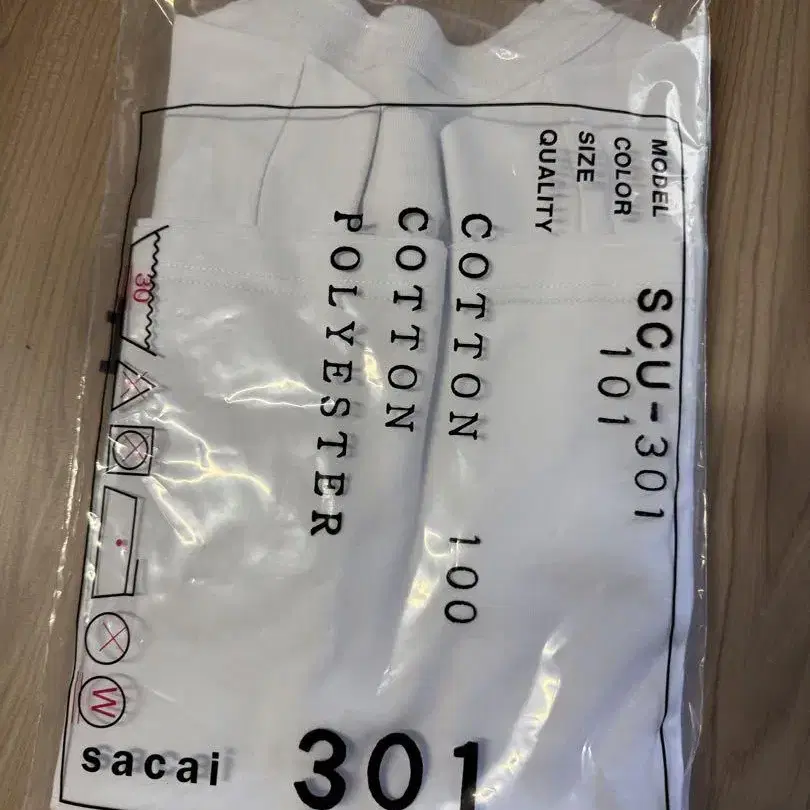 MODEL SCU-301
COLOR 101
SIZE
QUALITY
COTTON 100
COTTON
POLYESTER
30
W
sacai 301